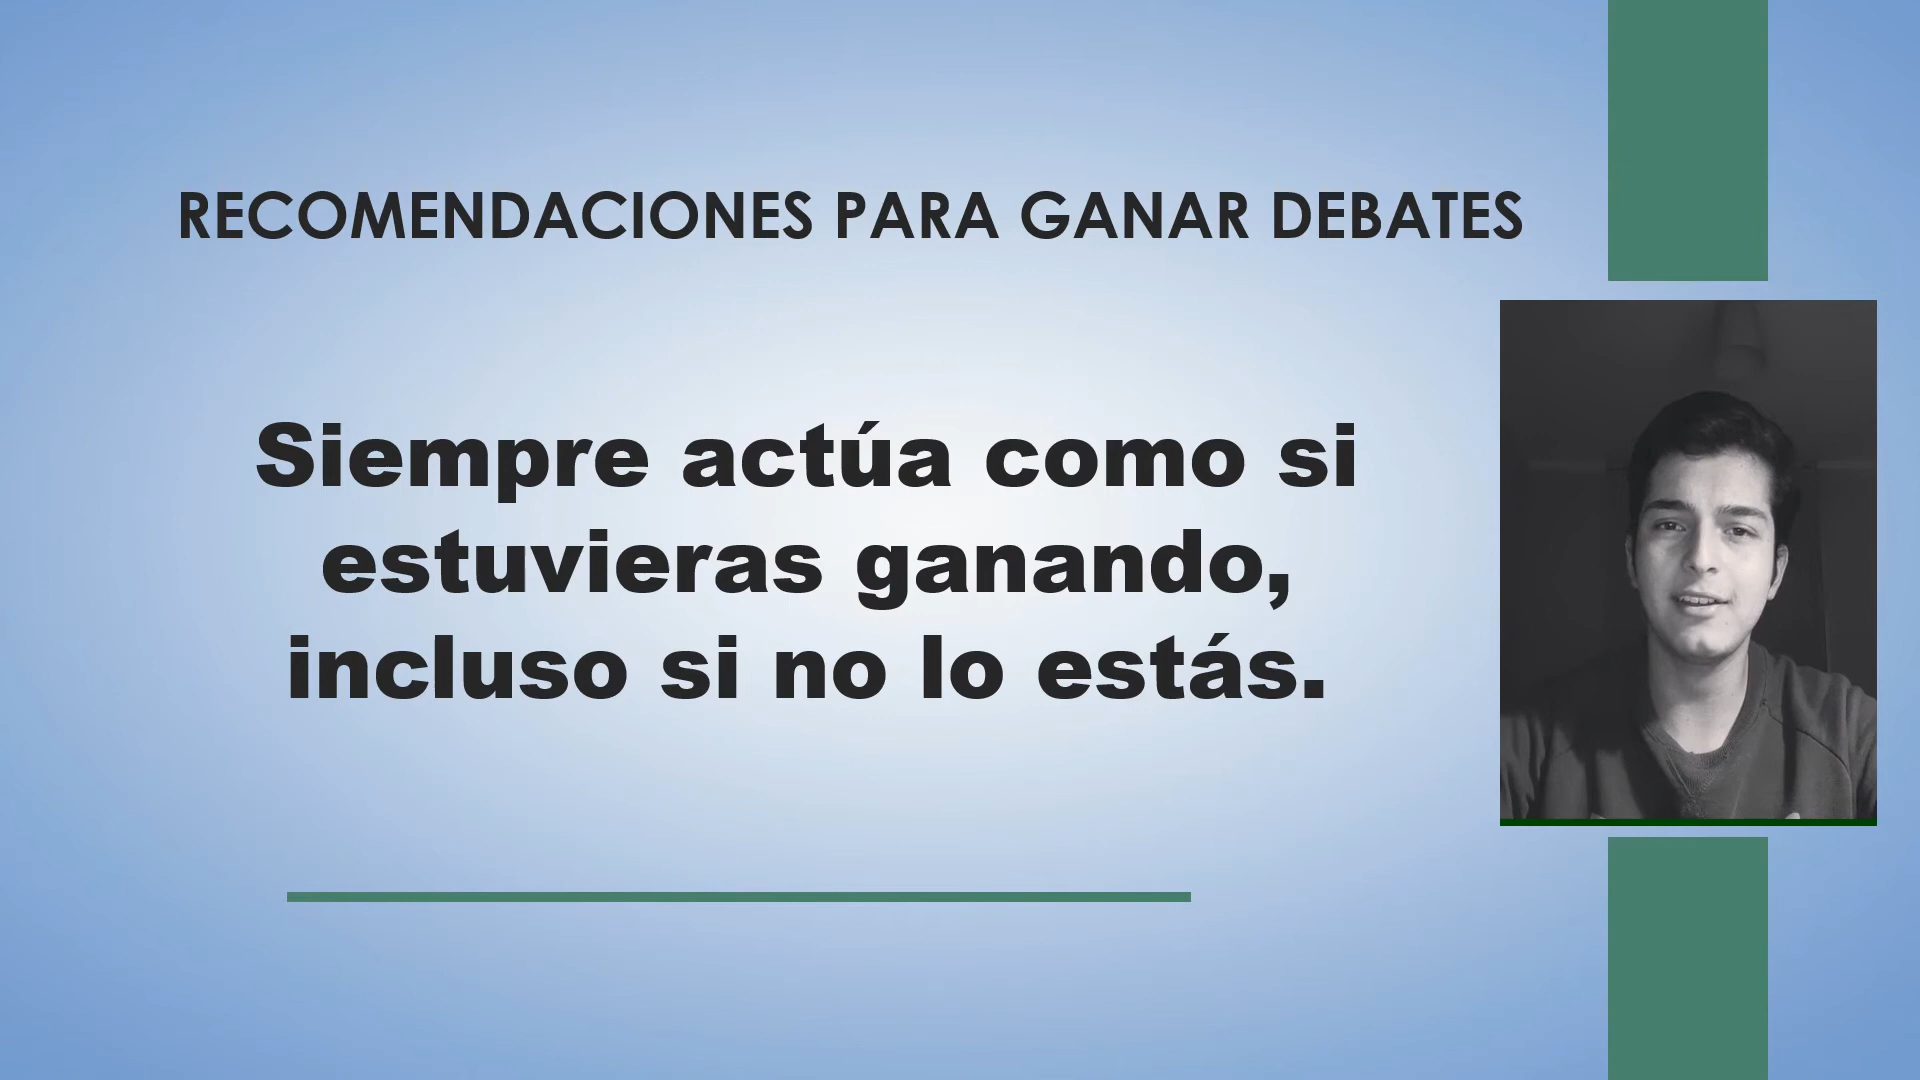 RECOMENDACIONES PARA GANAR DEBATES
Siempre actúa como si
estuvieras ganando,
incluso si no lo estás.